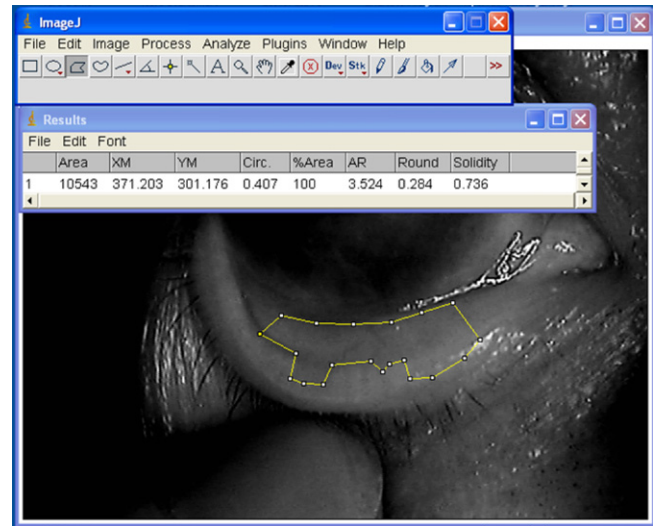 ImageJ
File Edit Image Process Analyze Plugins Window Help
A Dev Stk >>
Results
File Edit Font
Area XM YM Circ. %Area AR Round Solidity
1 10543 371.203 301.176 0.407 100 3.524 0.284 0.736